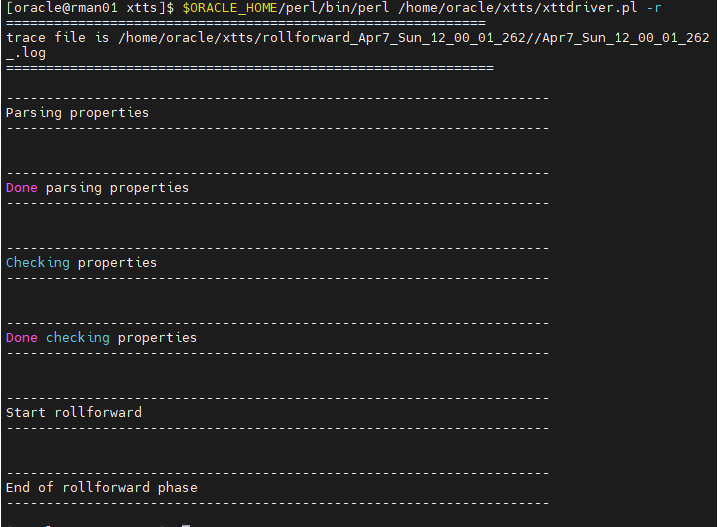 [oracle@rman01 xtts]$ $ORACLE_HOME/perl/bin/perl /home/oracle/xtts/xttdriver.pl -r
============================================================
trace file is /home/oracle/xtts/rollforward_Apr7_Sun_12_00_01_262//Apr7_Sun_12_00_01_262
_.log
=============================================================
--------------------------------------------------------------------
Parsing properties
--------------------------------------------------------------------
--------------------------------------------------------------------
Done parsing properties
--------------------------------------------------------------------
--------------------------------------------------------------------
Checking properties
--------------------------------------------------------------------
--------------------------------------------------------------------
Done checking properties
--------------------------------------------------------------------
--------------------------------------------------------------------
Start rollforward
--------------------------------------------------------------------
--------------------------------------------------------------------
End of rollforward phase
--------------------------------------------------------------------